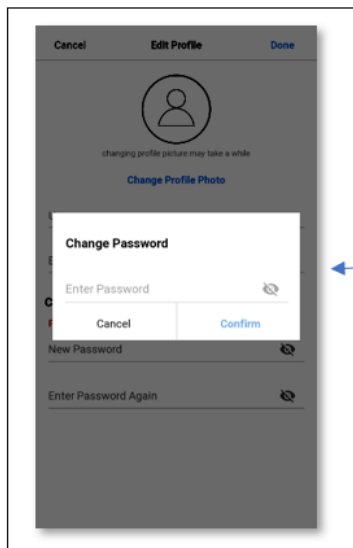 Cancel Edit Profile Done
changing profile picture may take a while
Change Profile Photo
Change Password
Enter Password
Cancel Confirm
New Password
Enter Password Again